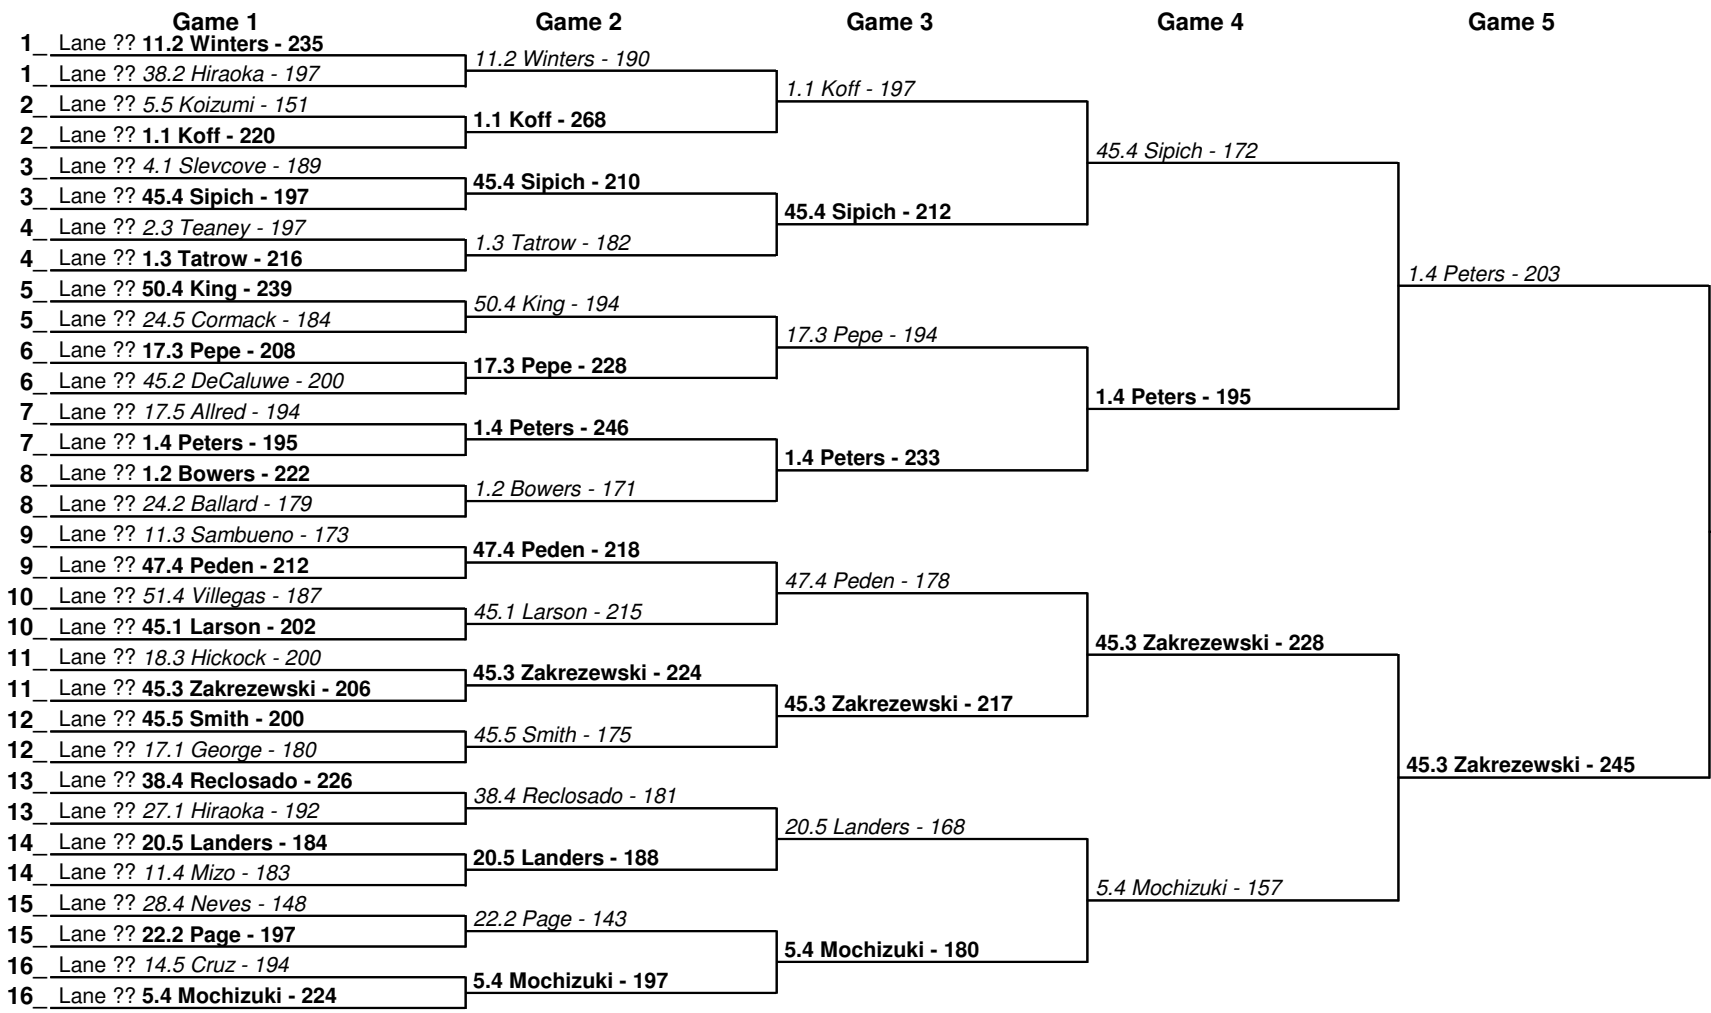 Game 1 Game 2 Game 3 Game 4 Game 5
1_ Lane ?? 11.2 Winters - 235
1_ Lane ?? 38.2 Hiraoka - 197
2_ Lane ?? 5.5 Koizumi - 151
2_ Lane ?? 1.1 Koff - 220
3_ Lane ?? 4.1 Slevcove - 189
3_ Lane ?? 45.4 Sipich - 197
4_ Lane ?? 2.3 Teaney - 197
4_ Lane ?? 1.3 Tatrow - 216
5_ Lane ?? 50.4 King - 239
5_ Lane ?? 24.5 Cormack - 184
6_ Lane ?? 17.3 Pepe - 208
6_ Lane ?? 45.2 DeCaluwe - 200
7_ Lane ?? 17.5 Allred - 194
7_ Lane ?? 1.4 Peters - 195
8_ Lane ?? 1.2 Bowers - 222
8_ Lane ?? 24.2 Ballard - 179
9_ Lane ?? 11.3 Sambueno - 173
9_ Lane ?? 47.4 Peden - 212
10_ Lane ?? 51.4 Villegas - 187
10_ Lane ?? 45.1 Larson - 202
11_ Lane ?? 18.3 Hickock - 200
11_ Lane ?? 45.3 Zakrezewski - 206
12_ Lane ?? 45.5 Smith - 200
12_ Lane ?? 17.1 George - 180
13_ Lane ?? 38.4 Reclosado - 226
13_ Lane ?? 27.1 Hiraoka - 192
14_ Lane ?? 20.5 Landers - 184
14_ Lane ?? 11.4 Mizo - 183
15_ Lane ?? 28.4 Neves - 148
15_ Lane ?? 22.2 Page - 197
16_ Lane ?? 14.5 Cruz - 194
16_ Lane ?? 5.4 Mochizuki - 224
11.2 Winters - 190
1.1 Koff - 268
45.4 Sipich - 210
1.3 Tatrow - 182
50.4 King - 194
17.3 Pepe - 228
1.4 Peters - 246
1.2 Bowers - 171
47.4 Peden - 218
45.1 Larson - 215
45.3 Zakrezewski - 224
45.5 Smith - 175
38.4 Reclosado - 181
20.5 Landers - 188
22.2 Page - 143
5.4 Mochizuki - 197
1.1 Koff - 197
45.4 Sipich - 212
17.3 Pepe - 194
1.4 Peters - 233
47.4 Peden - 178
45.3 Zakrezewski - 217
20.5 Landers - 168
5.4 Mochizuki - 180
45.4 Sipich - 172
1.4 Peters - 195
45.3 Zakrezewski - 228
5.4 Mochizuki - 157
1.4 Peters - 203
45.3 Zakrezewski - 245